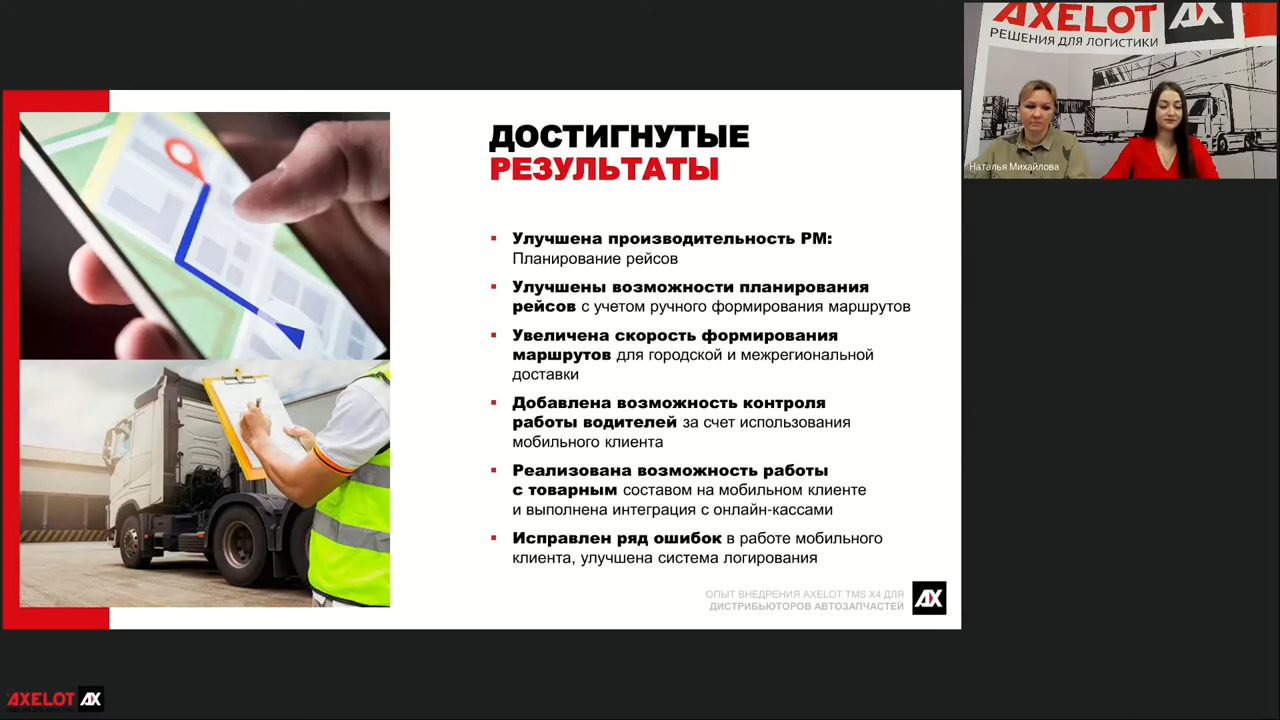 AXELOT AX
РЕШЕНИЯ ДЛЯ ЛОГИСТИКИ
Наталья Михайлова
ДОСТИГНУТЫЕ
РЕЗУЛЬТАТЫ
Улучшена производительность РМ:
Планирование рейсов
Улучшены возможности планирования
рейсов с учетом ручного формирования маршрутов
Увеличена скорость формирования
маршрутов для городской и межрегиональной
доставки
Добавлена возможность контроля
работы водителей за счет использования
мобильного клиента
Реализована возможность работы
с товарным составом на мобильном клиенте
и выполнена интеграция с онлайн-кассами
Исправлен ряд ошибок в работе мобильного
клиента, улучшена система логирования
ОПЫТ ВНЕДРЕНИЯ AXELOT TMS X4 ДЛЯ
ДИСТРИБЬЮТОРОВ АВТОЗАПЧАСТЕЙ
AX
AXELOT AX